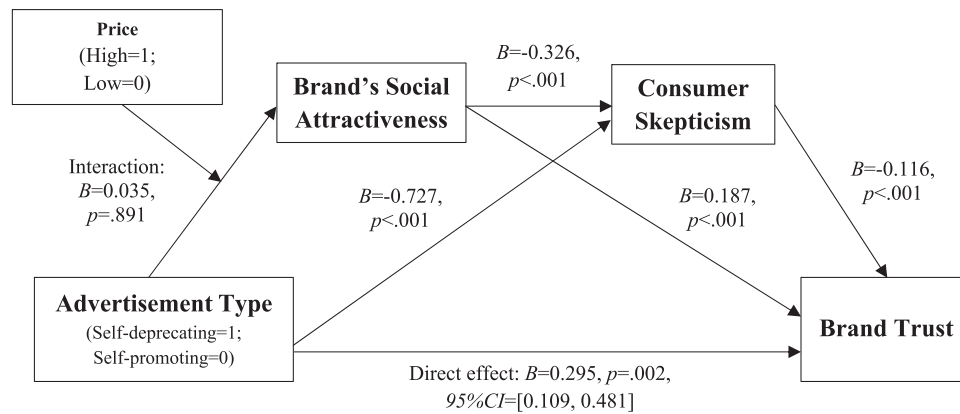 Price
(High=1;
Low=0)
Brand’s Social
Attractiveness
B=-0.326,
p<.001
Consumer
Skepticism
Interaction:
B=0.035,
p=.891
B=-0.727,
p<.001
B=0.187,
p<.001
B=-0.116,
p<.001
Advertisement Type
(Self-deprecating=1;
Self-promoting=0)
Brand Trust
Direct effect: B=0.295, p=.002,
95%CI=[0.109, 0.481]